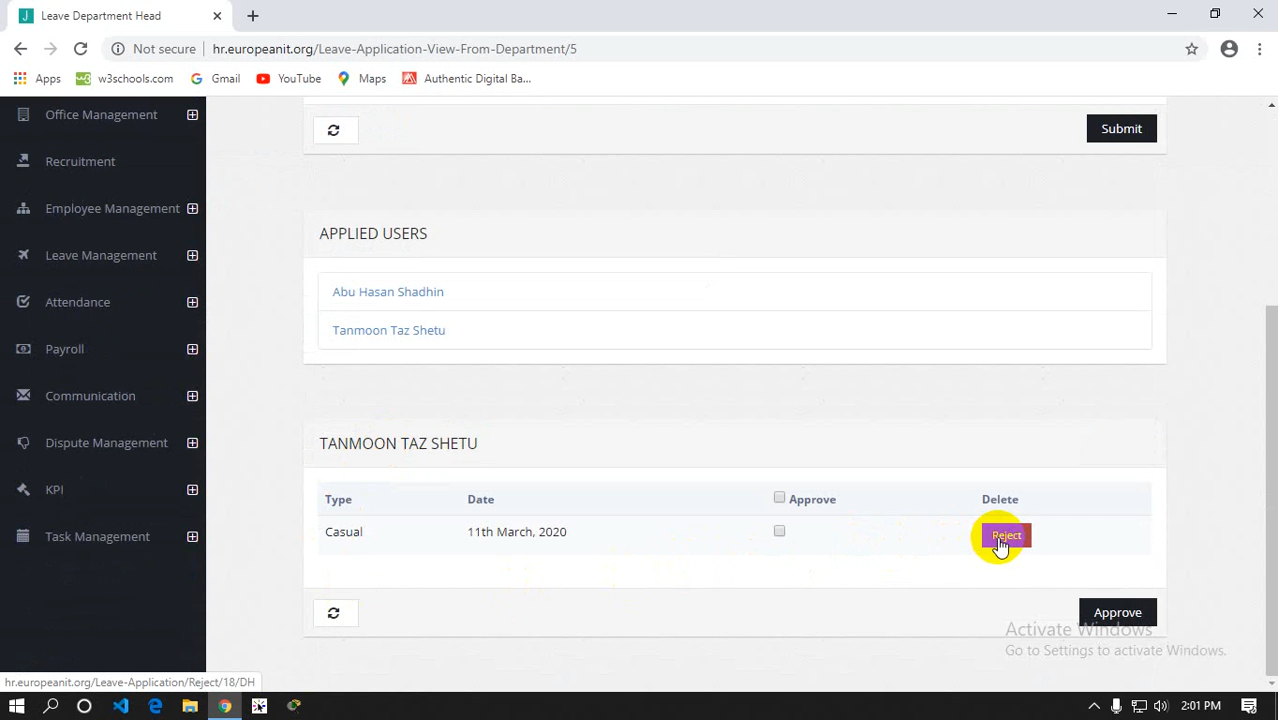 Leave Department Head
Not secure
hr.europeanit.org/Leave-Application-View-From-Department/5
Apps
w3schools.com
Gmail
YouTube
Maps
Authentic Digital Ba...
Office Management
Recruitment
Employee Management
Leave Management
Attendance
Payroll
Communication
Dispute Management
KPI
Task Management
Submit
APPLIED USERS
Abu Hasan Shadhin
Tanmoon Taz Shetu
TANMOON TAZ SHETU
Type Date Approve Delete
Casual 11th March, 2020 Reject
Approve
Activate Windows
Go to Settings to activate Windows.
hr.europeanit.org/Leave-Application/Reject/18/DH
2:01 PM